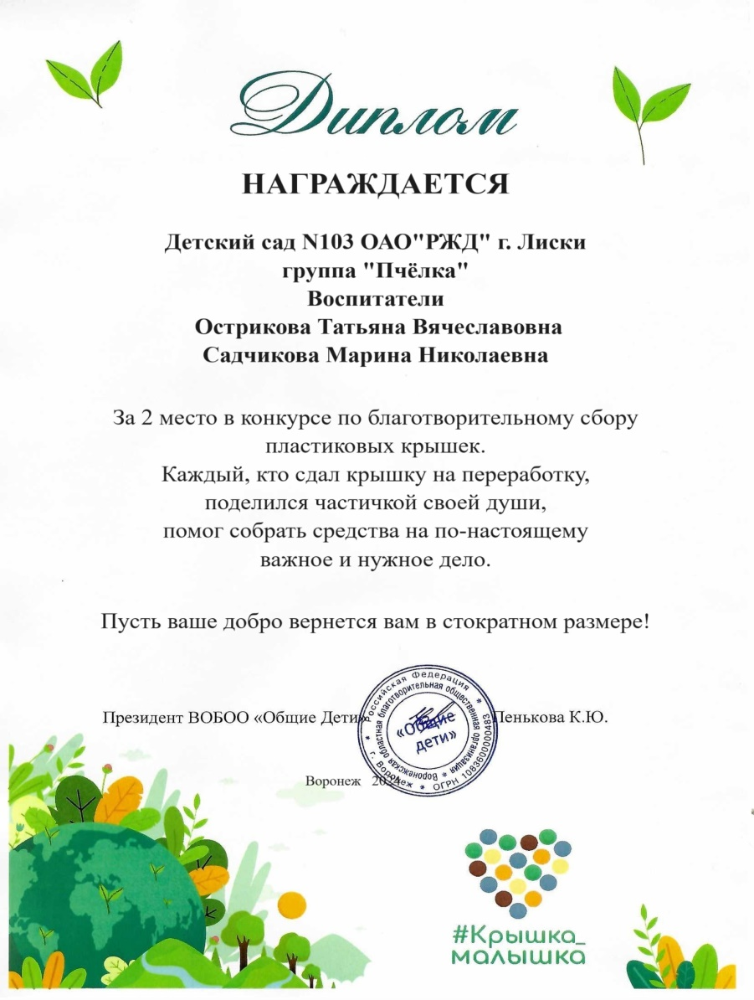 Диплом
НАГРАЖДАЕТСЯ
Детский сад N103 ОАО"РЖД" г. Лиски
группа "Пчёлка"
Воспитатели
Острикова Татьяна Вячеславовна
Садчикова Марина Николаевна
За 2 место в конкурсе по благотворительному сбору
пластиковых крышек.
Каждый, кто сдал крышку на переработку,
поделился частичкой своей души,
помог собрать средства на по-настоящему
важное и нужное дело.
Пусть ваше добро вернется вам в стократном размере!
Президент ВОБОО «Общие Дети» Пенькова К.Ю.
* Российская Федерация * г. Воронеж * ОГРН 1083600000483
Воронежская областная благотворительная общественная организация *
«Общие
дети»
Воронеж 2024
#Крышка_
малышка